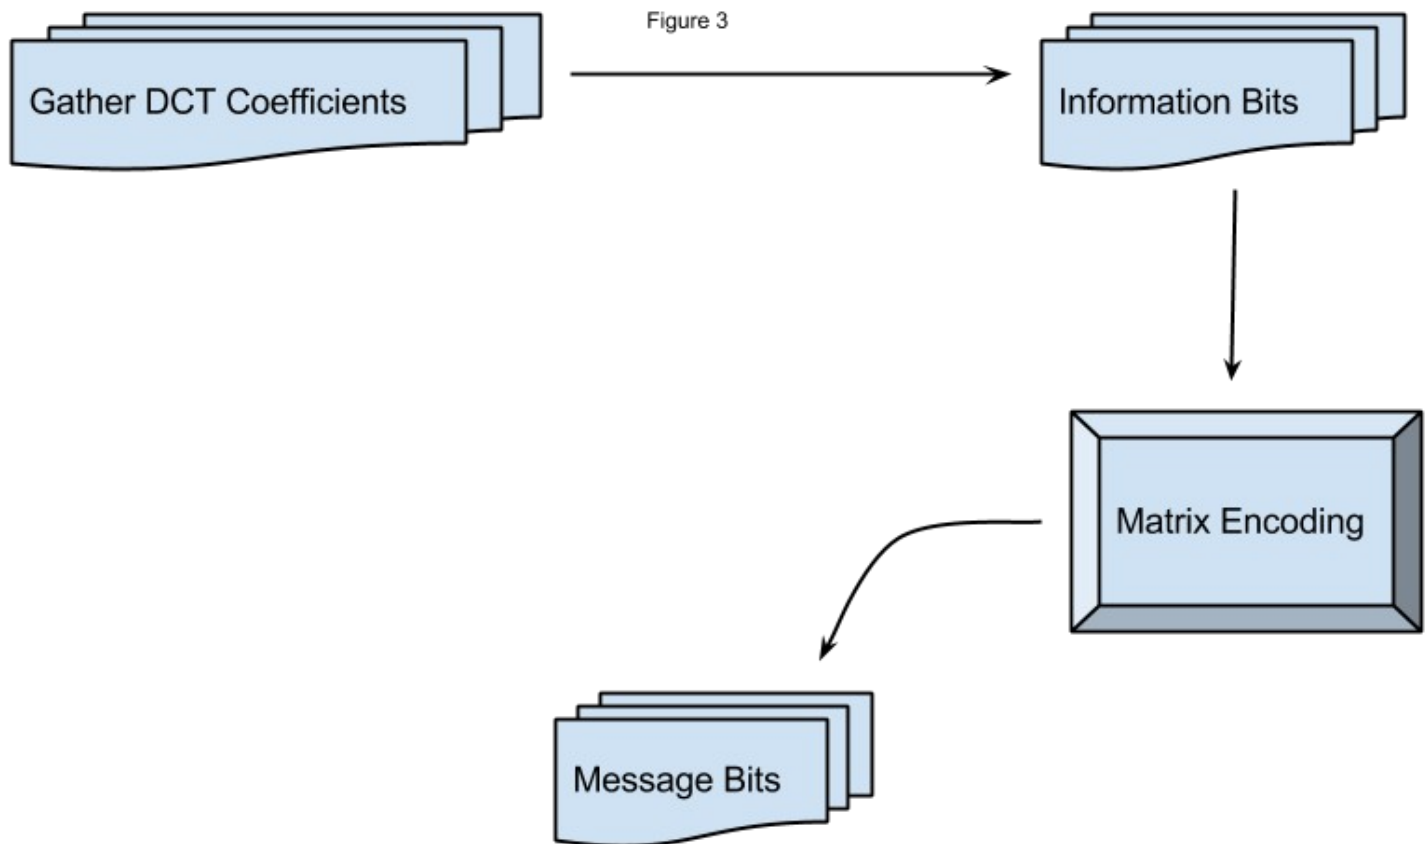 Figure 3
Gather DCT Coefficients
Information Bits
Matrix Encoding
Message Bits